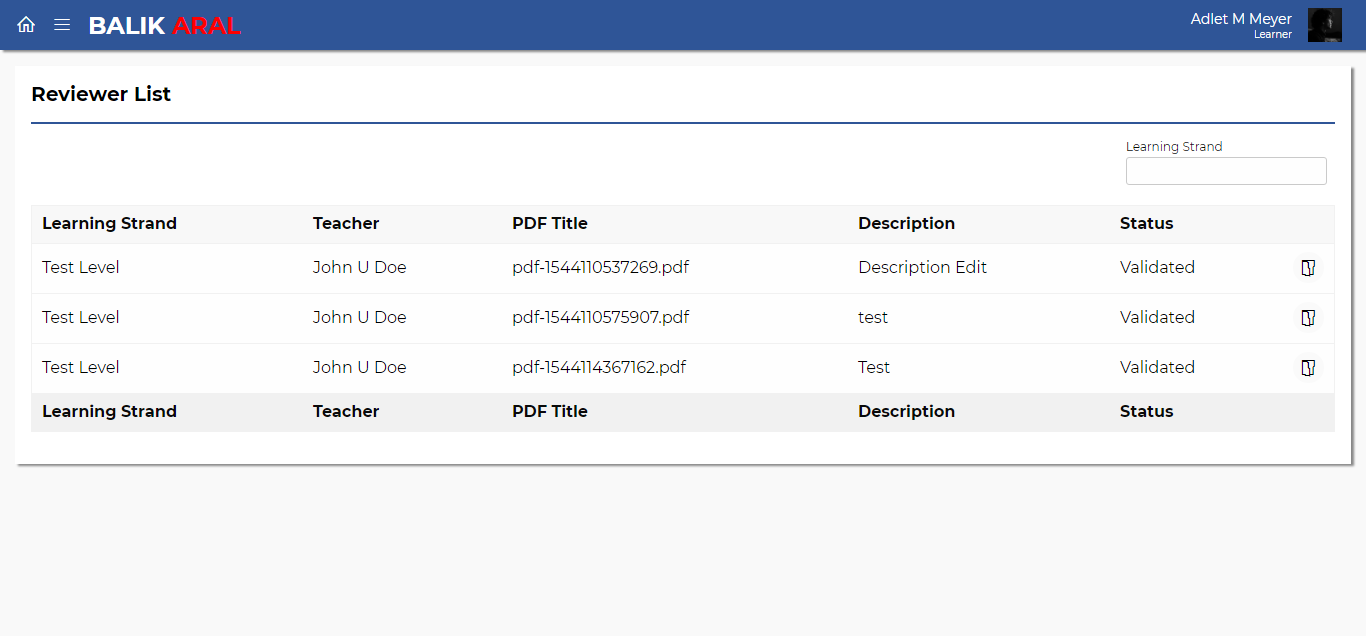 BALIK ARAL
Adlet M Meyer
Learner
Reviewer List
Learning Strand
Learning Strand Teacher PDF Title Description Status
Test Level John U Doe pdf-1544110537269.pdf Description Edit Validated
Test Level John U Doe pdf-1544110575907.pdf test Validated
Test Level John U Doe pdf-1544114367162.pdf Test Validated
Learning Strand Teacher PDF Title Description Status